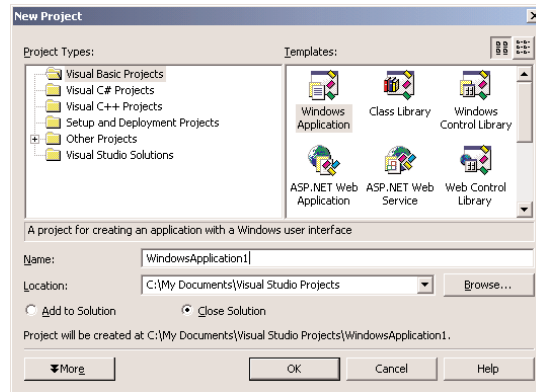 New Project
Project Types:
Templates:
Visual Basic Projects
Visual C# Projects
Visual C++ Projects
Setup and Deployment Projects
Other Projects
Visual Studio Solutions
Windows Application
Class Library
Windows Control Library
ASP.NET Web Application
ASP.NET Web Service
Web Control Library
A project for creating an application with a Windows user interface
Name:
WindowsApplication1
Location:
C:\My Documents\Visual Studio Projects
Browse...
Add to Solution
Close Solution
Project will be created at C:\My Documents\Visual Studio Projects\WindowsApplication1.
More
OK
Cancel
Help